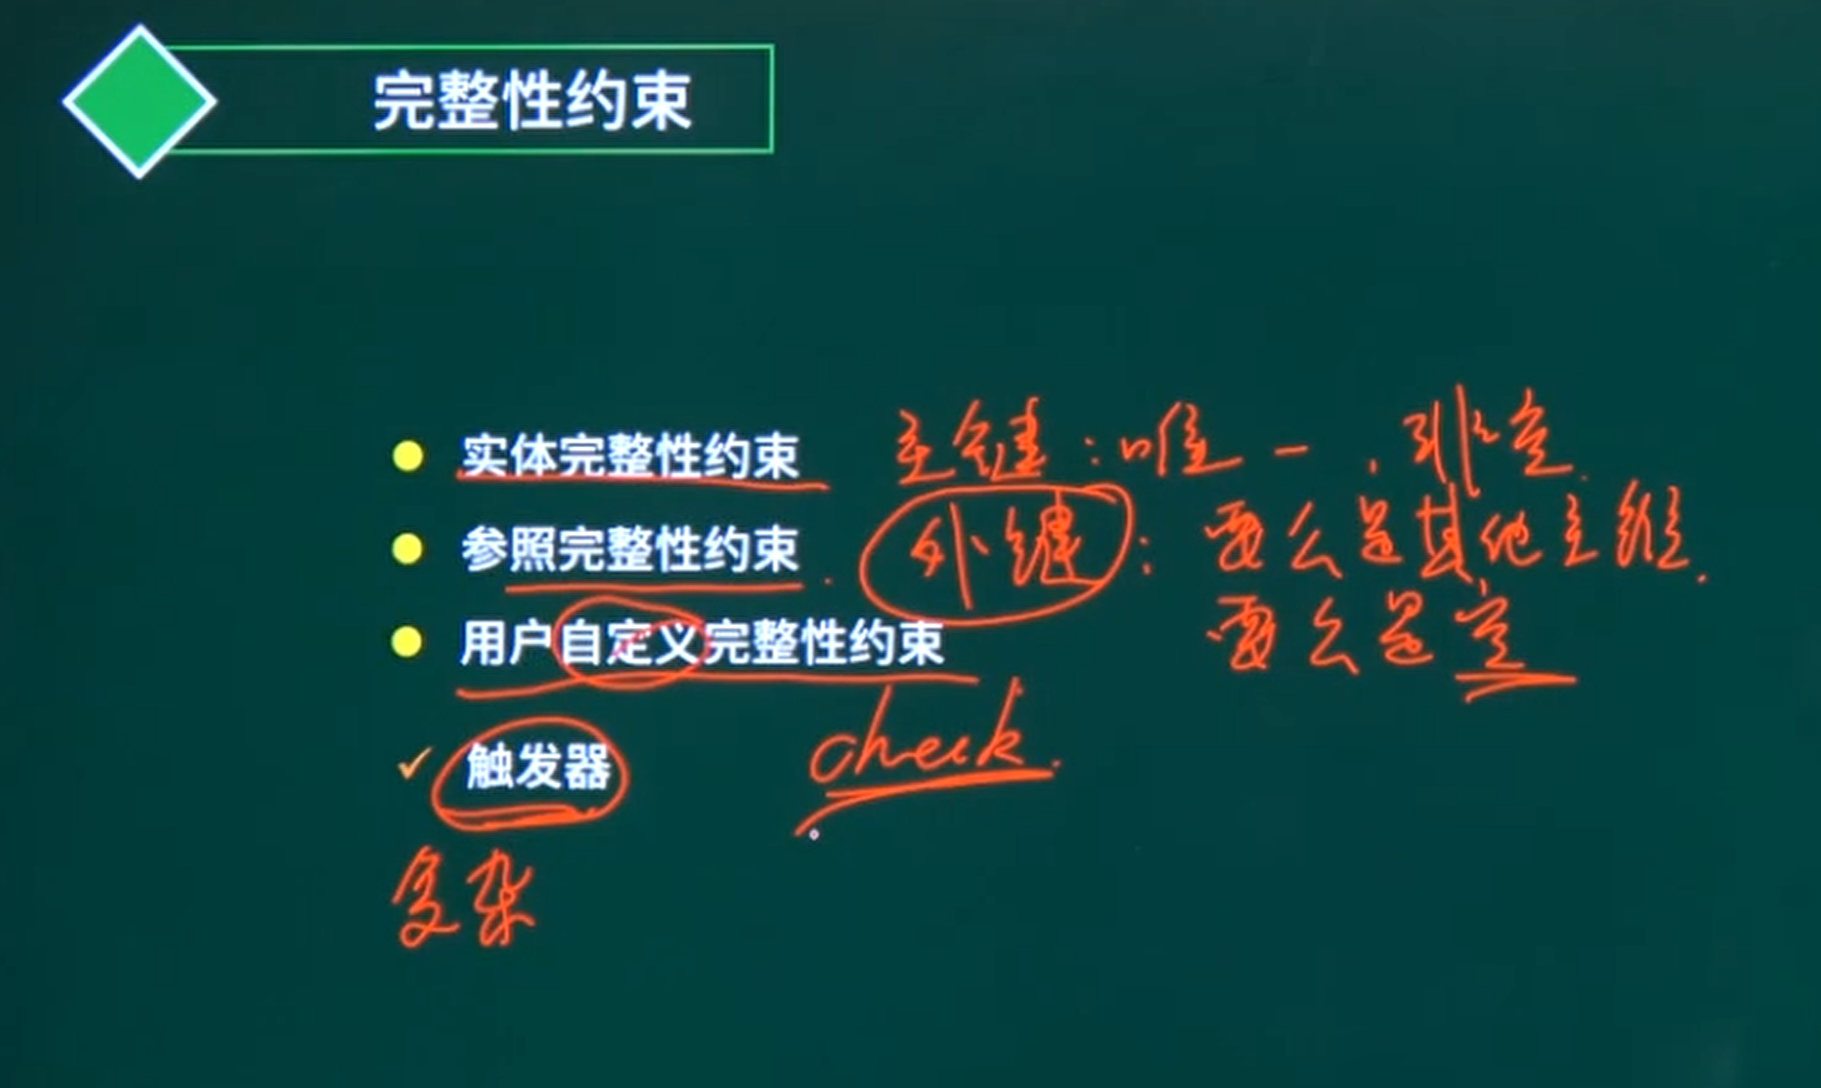 完整性约束
实体完整性约束 主键：唯一，非空.
参照完整性约束. 外键： 要么是其他主键.
用户自定义完整性约束 要么是空
触发器 check.
复杂